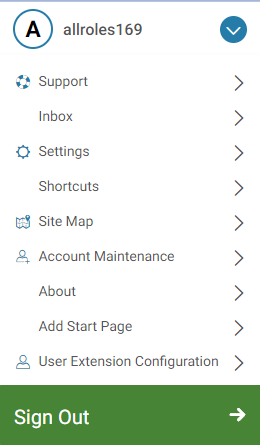 A allroles169
Support
Inbox
Settings
Shortcuts
Site Map
Account Maintenance
About
Add Start Page
User Extension Configuration
Sign Out